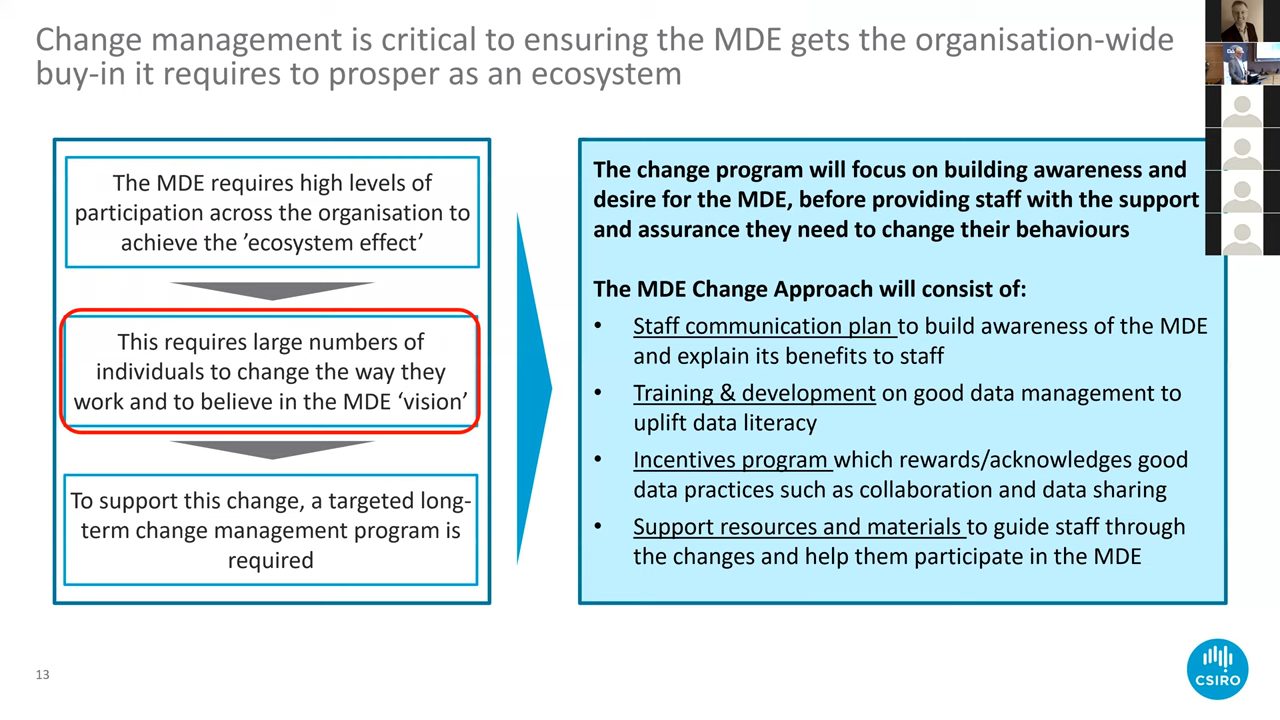 Change management is critical to ensuring the MDE gets the organisation-wide
buy-in it requires to prosper as an ecosystem
The MDE requires high levels of
participation across the organisation to
achieve the ’ecosystem effect’
This requires large numbers of
individuals to change the way they
work and to believe in the MDE ‘vision’
To support this change, a targeted long-
term change management program is
required
The change program will focus on building awareness and
desire for the MDE, before providing staff with the support
and assurance they need to change their behaviours
The MDE Change Approach will consist of:
• Staff communication plan to build awareness of the MDE
and explain its benefits to staff
• Training & development on good data management to
uplift data literacy
• Incentives program which rewards/acknowledges good
data practices such as collaboration and data sharing
• Support resources and materials to guide staff through
the changes and help them participate in the MDE
13
CSIRO